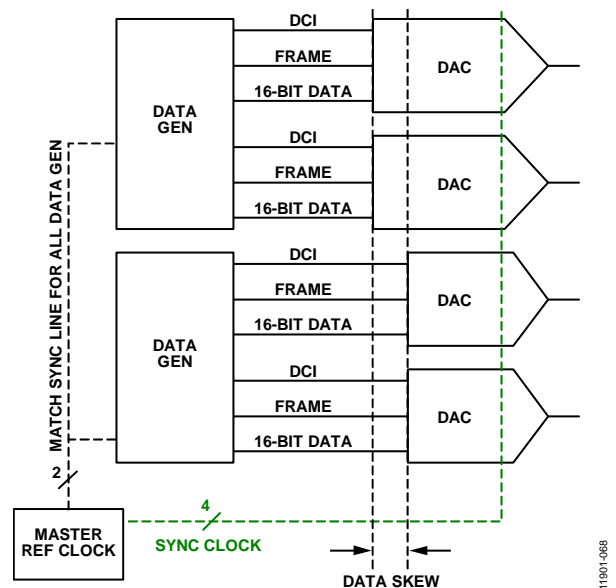 DCI
FRAME
16-BIT DATA
DAC
DATA
GEN
DCI
FRAME
16-BIT DATA
DAC
MATCH SYNC LINE FOR ALL DATA GEN
DCI
FRAME
16-BIT DATA
DAC
DATA
GEN
DCI
FRAME
16-BIT DATA
DAC
2
4
MASTER
REF CLOCK
SYNC CLOCK
DATA SKEW
11901-068